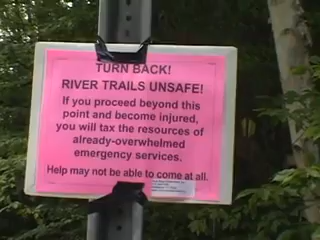 TURN BACK!
RIVER TRAILS UNSAFE!
If you proceed beyond this
point and become injured,
you will tax the resources of
already-overwhelmed
emergency services.
Help may not be able to come at all.